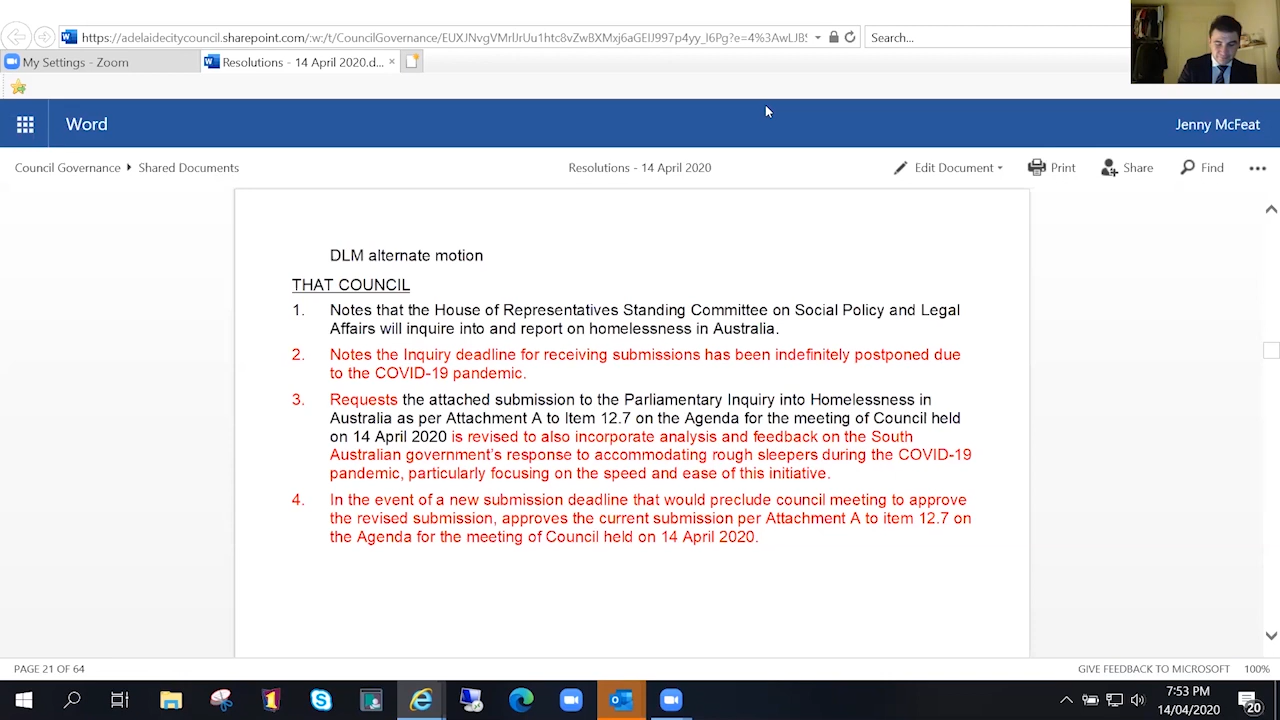 https://adelaidecitycouncil.sharepoint.com/:w:/t/CouncilGovernance/
Search...
My Settings - Zoom
Resolutions - 14 April 2020.d...
Word
Jenny McFeat
Council Governance Shared Documents
Resolutions - 14 April 2020
Edit Document
Print
Share
Find
DLM alternate motion
THAT COUNCIL
1. Notes that the House of Representatives Standing Committee on Social Policy and Legal
Affairs will inquire into and report on homelessness in Australia.
2. Notes the Inquiry deadline for receiving submissions has been indefinitely postponed due
to the COVID-19 pandemic.
3. Requests the attached submission to the Parliamentary Inquiry into Homelessness in
Australia as per Attachment A to Item 12.7 on the Agenda for the meeting of Council held
on 14 April 2020 is revised to also incorporate analysis and feedback on the South
Australian government's response to accommodating rough sleepers during the COVID-19
pandemic, particularly focusing on the speed and ease of this initiative.
4. In the event of a new submission deadline that would preclude council meeting to approve
the revised submission, approves the current submission per Attachment A to item 12.7 on
the Agenda for the meeting of Council held on 14 April 2020.
PAGE 21 OF 64
GIVE FEEDBACK TO MICROSOFT
100%
7:53 PM
14/04/2020
20